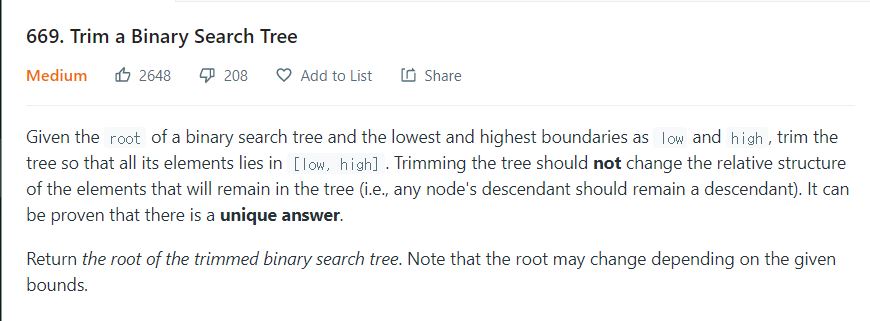 669. Trim a Binary Search Tree
Medium 2648 208 Add to List Share
Given the root of a binary search tree and the lowest and highest boundaries as low and high, trim the
tree so that all its elements lies in [low, high]. Trimming the tree should not change the relative structure
of the elements that will remain in the tree (i.e., any node's descendant should remain a descendant). It can
be proven that there is a unique answer.
Return the root of the trimmed binary search tree. Note that the root may change depending on the given
bounds.